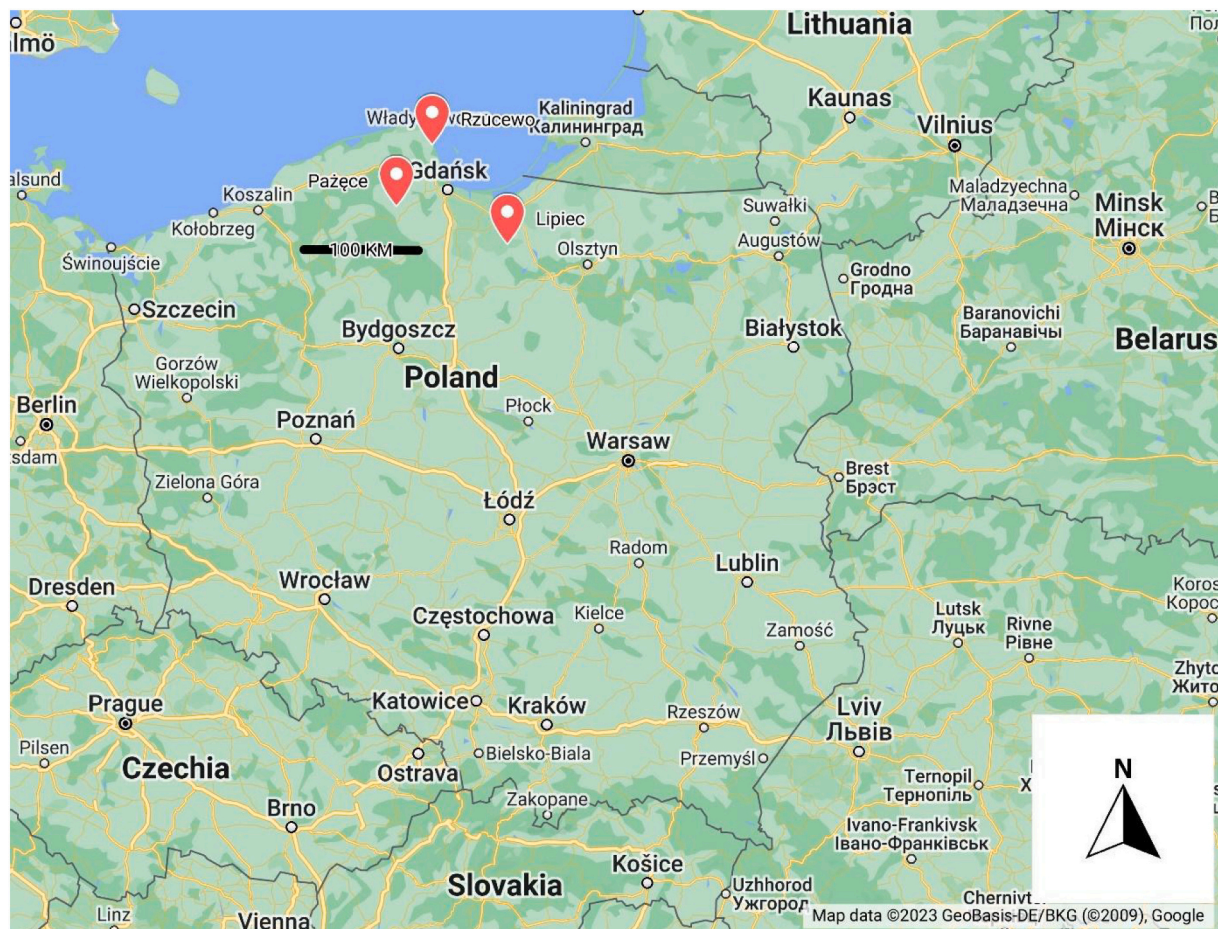 lmö
Lithuania
Kaunas
Vilnius
Kaliningrad
Калининград
Włady
Rzucewo
Gdańsk
Pażęce
Lipiec
alsund
Koszalin
Kołobrzeg
Świnoujście
100 KM
Olsztyn
Suwałki
Augustów
Maladzyechna
Маладзечна
Minsk
Мінск
Grodno
Гродна
Szczecin
Bydgoszcz
Białystok
Baranovichi
Баранавічы
Belarus
Gorzów
Wielkopolski
Poland
Berlin
sdam
Poznań
Płock
Warsaw
Brest
Брэст
Zielona Góra
Łódź
Radom
Lublin
Dresden
Wrocław
Częstochowa
Kielce
Zamość
Lutsk
Луцьк
Rivne
Рівне
Koros
Корос
Zhyto
Жито
Prague
Pilsen
Katowice
Kraków
Rzeszów
Lviv
Львів
Bielsko-Biala
Przemyśl
Ostrava
Czechia
Brno
Zakopane
Ternopil
Тернопіль
Х
N
Ivano-Frankivsk
Івано-Франківськ
Košice
Slovakia
Uzhhorod
Ужгород
Chernivt
Linz
Vienna
Map data ©2023 GeoBasis-DE/BKG (©2009), Google